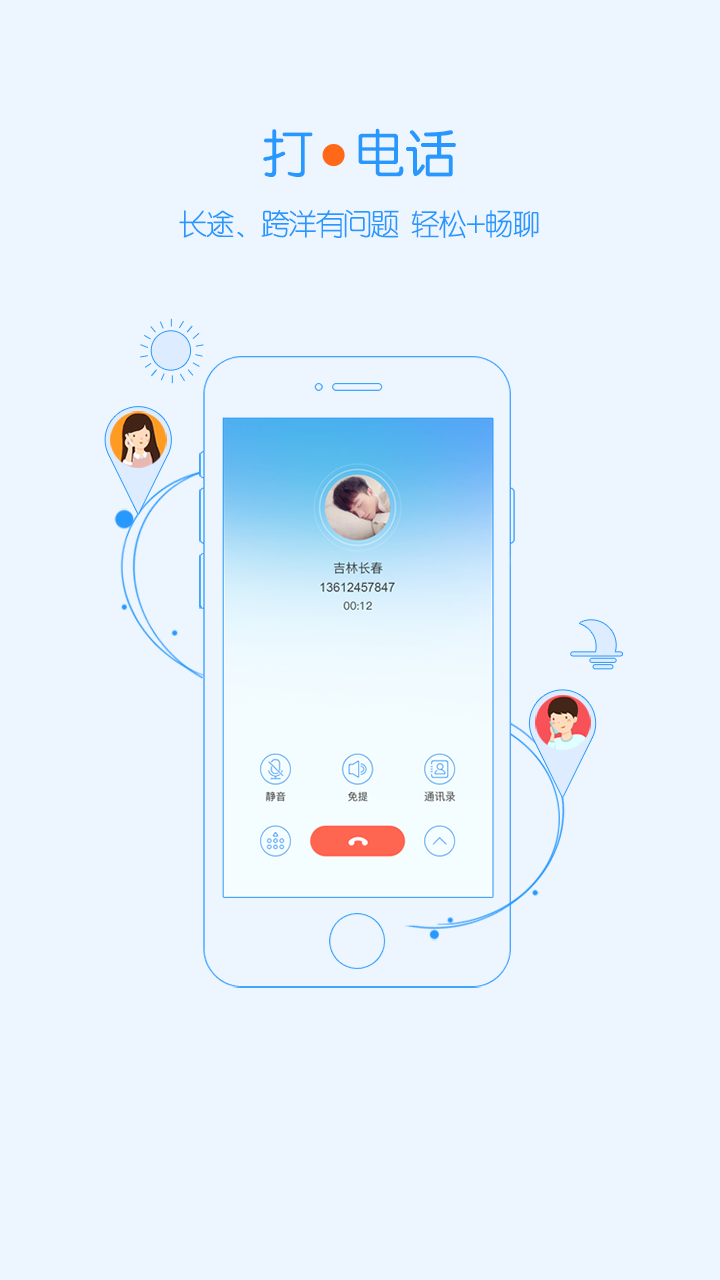 打•电话
长途、跨洋有问题 轻松+畅聊
吉林长春
13612457847
00:12
静音 免提 通讯录